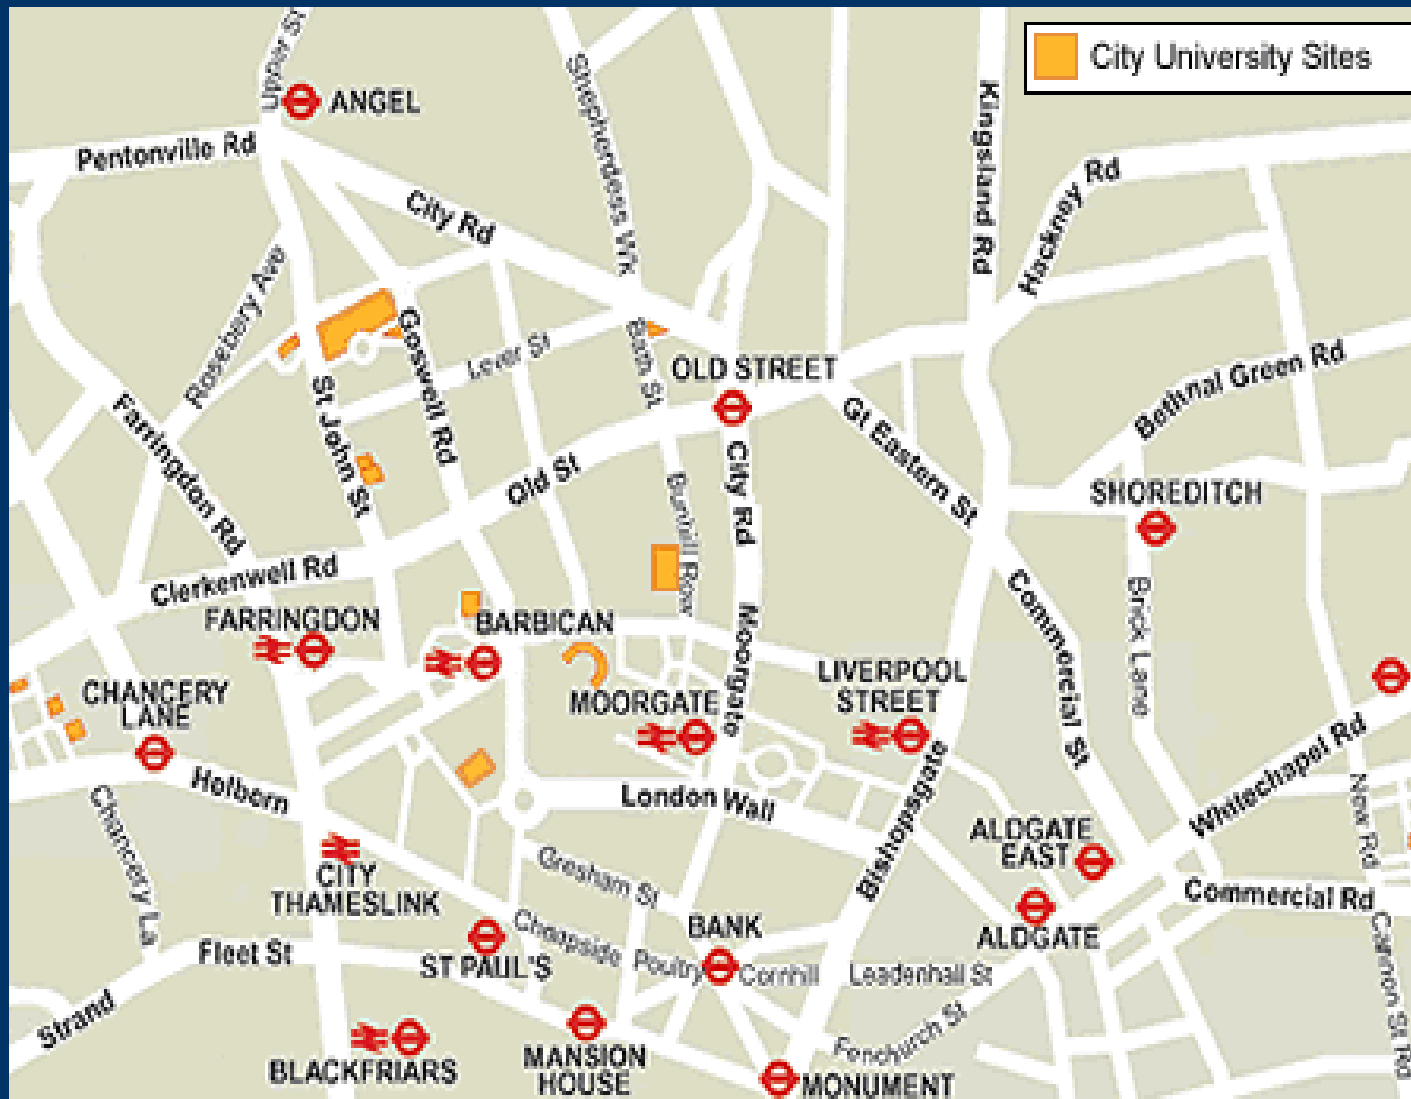 City University Sites
Upper St
ANGEL
Pentonville Rd
City Rd
Shepherdess Wk
Kingsland Rd
Hackney Rd
Rosebery Ave
Goswell Rd
Lever St
Bath St
OLD STREET
Bethnal Green Rd
St John St
Farringdon Rd
Old St
City Rd
Gt Eastern St
SHOREDITCH
Clerkenwell Rd
Bunhill Row
Commercial St
Brick Lane
FARRINGDON
BARBICAN
Moorgate
LIVERPOOL
STREET
CHANCERY
LANE
MOORGATE
Holborn
London Wall
Bishopsgate
Whitechapel Rd
New Rd
Chancery La
CITY
THAMESLINK
Gresham St
ALDGATE
EAST
Commercial Rd
ALDGATE
Cannon St Rd
Fleet St
ST PAUL'S
Cheapside
Poultry
BANK
Cornhill
Leadenhall St
Strand
BLACKFRIARS
MANSION
HOUSE
Fenchurch St
MONUMENT